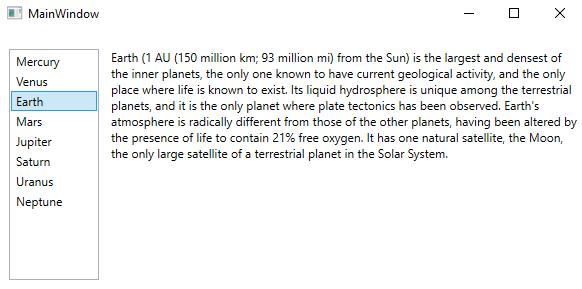 MainWindow
Mercury
Venus
Earth
Mars
Jupiter
Saturn
Uranus
Neptune
Earth (1 AU (150 million km; 93 million mi) from the Sun) is the largest and densest of
the inner planets, the only one known to have current geological activity, and the only
place where life is known to exist. Its liquid hydrosphere is unique among the terrestrial
planets, and it is the only planet where plate tectonics has been observed. Earth's
atmosphere is radically different from those of the other planets, having been altered by
the presence of life to contain 21% free oxygen. It has one natural satellite, the Moon,
the only large satellite of a terrestrial planet in the Solar System.